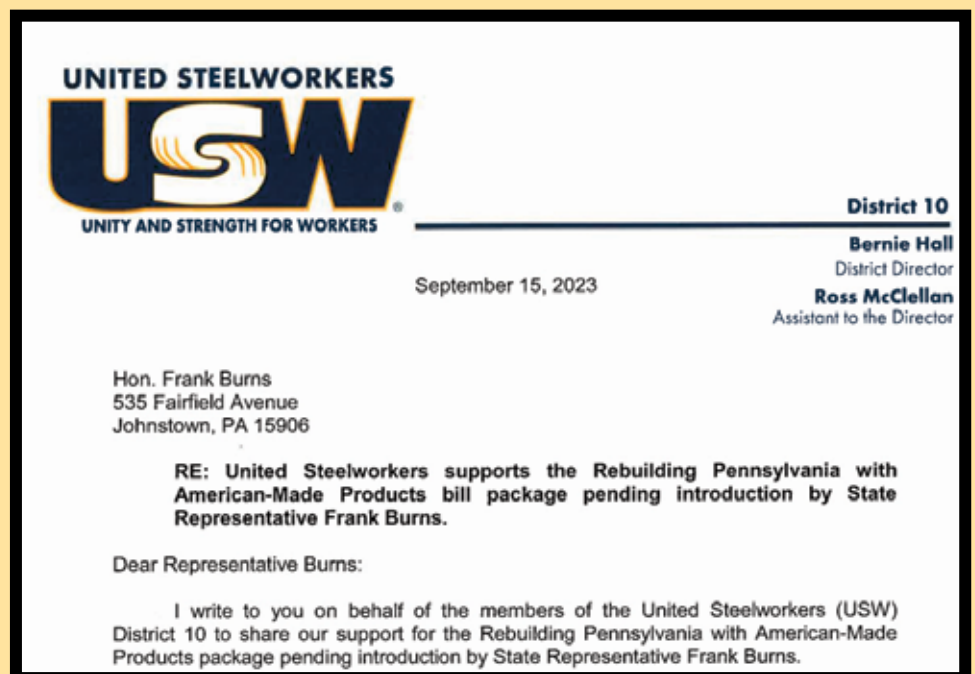 UNITED STEELWORKERS
USW®
UNITY AND STRENGTH FOR WORKERS
District 10
Bernie Hall
District Director
Ross McClellan
Assistant to the Director
September 15, 2023
Hon. Frank Burns
535 Fairfield Avenue
Johnstown, PA 15906
RE: United Steelworkers supports the Rebuilding Pennsylvania with
American-Made Products bill package pending introduction by State
Representative Frank Burns.
Dear Representative Burns:
I write to you on behalf of the members of the United Steelworkers (USW)
District 10 to share our support for the Rebuilding Pennsylvania with American-Made
Products package pending introduction by State Representative Frank Burns.